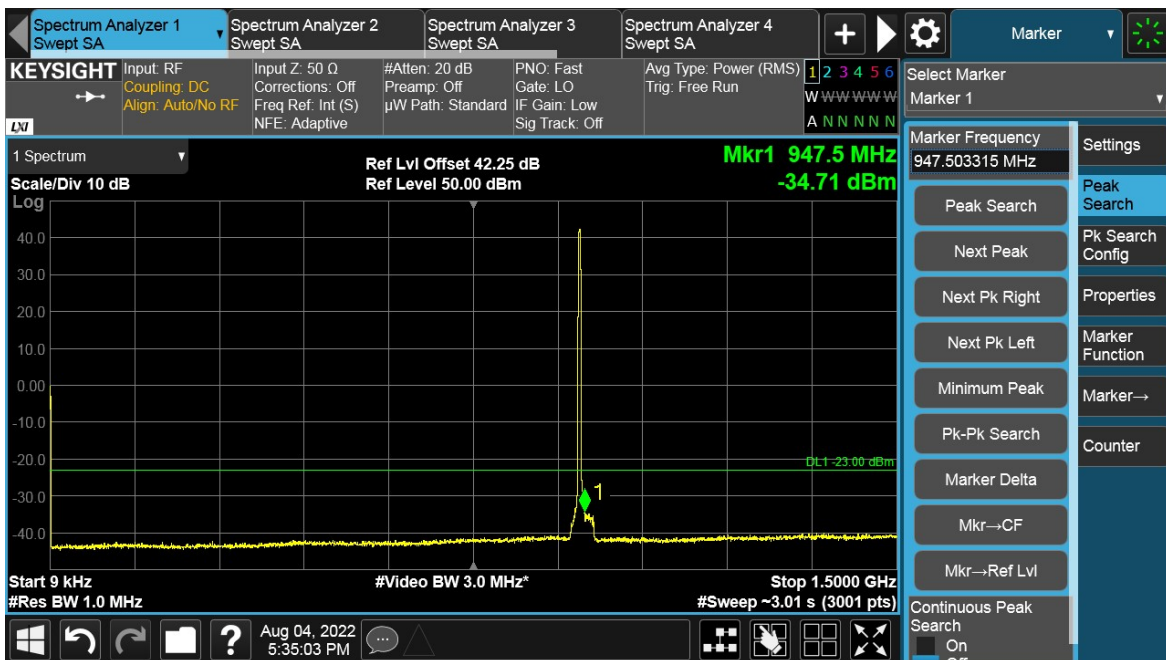 Spectrum Analyzer 1
Swept SA
Spectrum Analyzer 2
Swept SA
Spectrum Analyzer 3
Swept SA
Spectrum Analyzer 4
Swept SA
+
Marker
KEYSIGHT
LXI
Input: RF
Coupling: DC
Align: Auto/No RF
Input Z: 50 Ω
Corrections: Off
Freq Ref: Int (S)
NFE: Adaptive
#Atten: 20 dB
Preamp: Off
µW Path: Standard
PNO: Fast
Gate: LO
IF Gain: Low
Sig Track: Off
Avg Type: Power (RMS)
Trig: Free Run
1 2 3 4 5 6
W W W W W W
A N N N N N
Select Marker
Marker 1
1 Spectrum
Scale/Div 10 dB
Log
Ref Lvl Offset 42.25 dB
Ref Level 50.00 dBm
Mkr1 947.5 MHz
-34.71 dBm
40.0
30.0
20.0
10.0
0.00
-10.0
-20.0
-30.0
-40.0
DL1 -23.00 dBm
1
Start 9 kHz
#Res BW 1.0 MHz
#Video BW 3.0 MHz*
Stop 1.5000 GHz
#Sweep ~3.01 s (3001 pts)
Marker Frequency
947.503315 MHz
Peak Search
Next Peak
Next Pk Right
Next Pk Left
Minimum Peak
Pk-Pk Search
Marker Delta
Mkr→CF
Mkr→Ref Lvl
Continuous Peak
Search
On
Off
Settings
Peak
Search
Pk Search
Config
Properties
Marker
Function
Marker→
Counter
?
Aug 04, 2022
5:35:03 PM